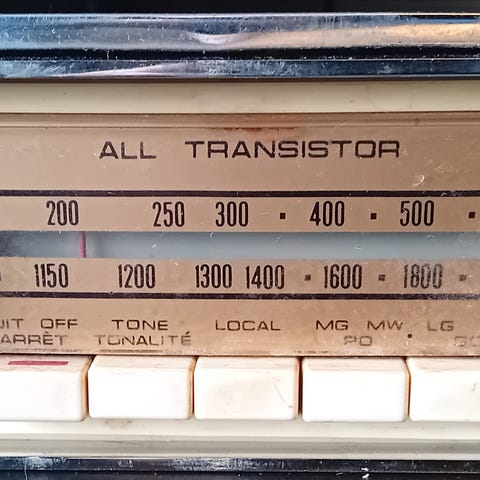 ALL TRANSISTOR
200 250 300 · 400 · 500 ·
1150 1200 1300 1400 · 1600 · 1800 ·
OFF TONE LOCAL MG MW LG
ARRÊT TONALITÉ PO ·